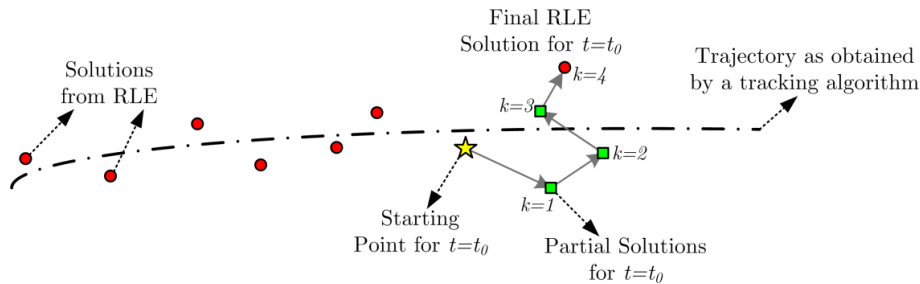 Final RLE
Solution for t=t₀
k=4
Trajectory as obtained
by a tracking algorithm
Solutions
from RLE
k=3
k=2
k=1
Starting
Point for t=t₀
Partial Solutions
for t=t₀